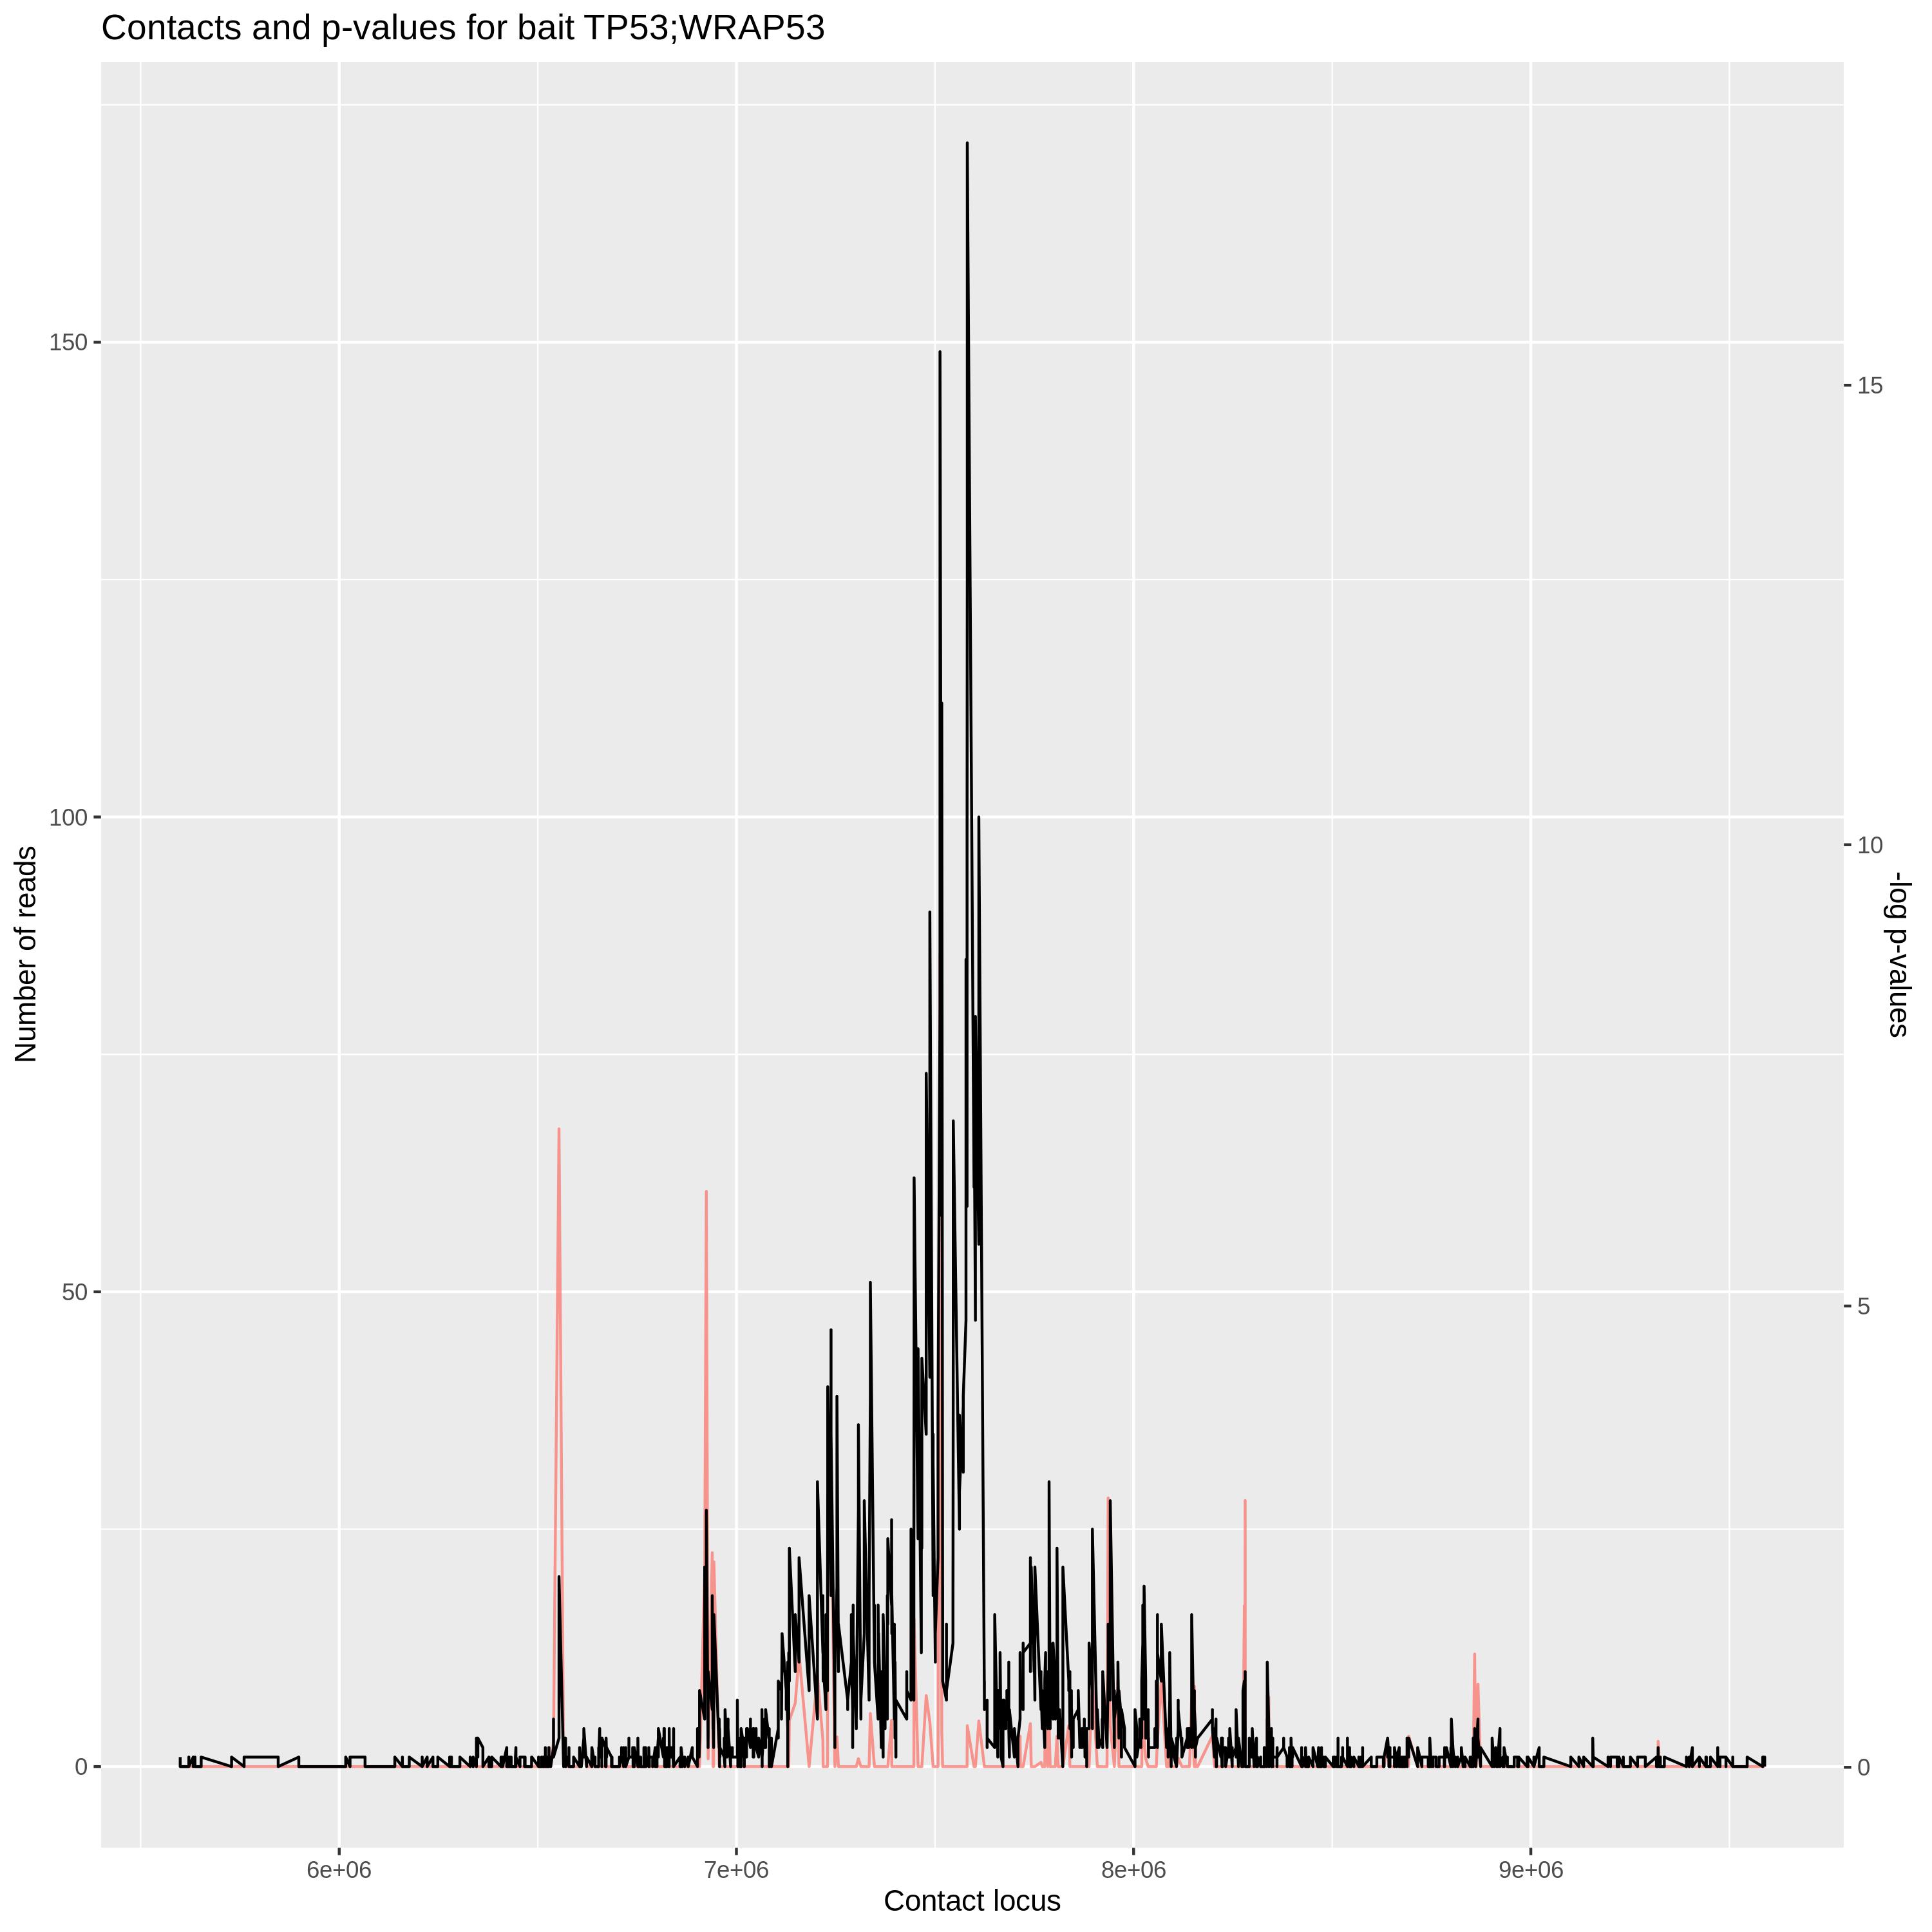 Contacts and p-values for bait TP53;WRAP53
150
100
50
0
Number of reads
15
10
5
0
-log p-values
6e+06
7e+06
8e+06
9e+06
Contact locus